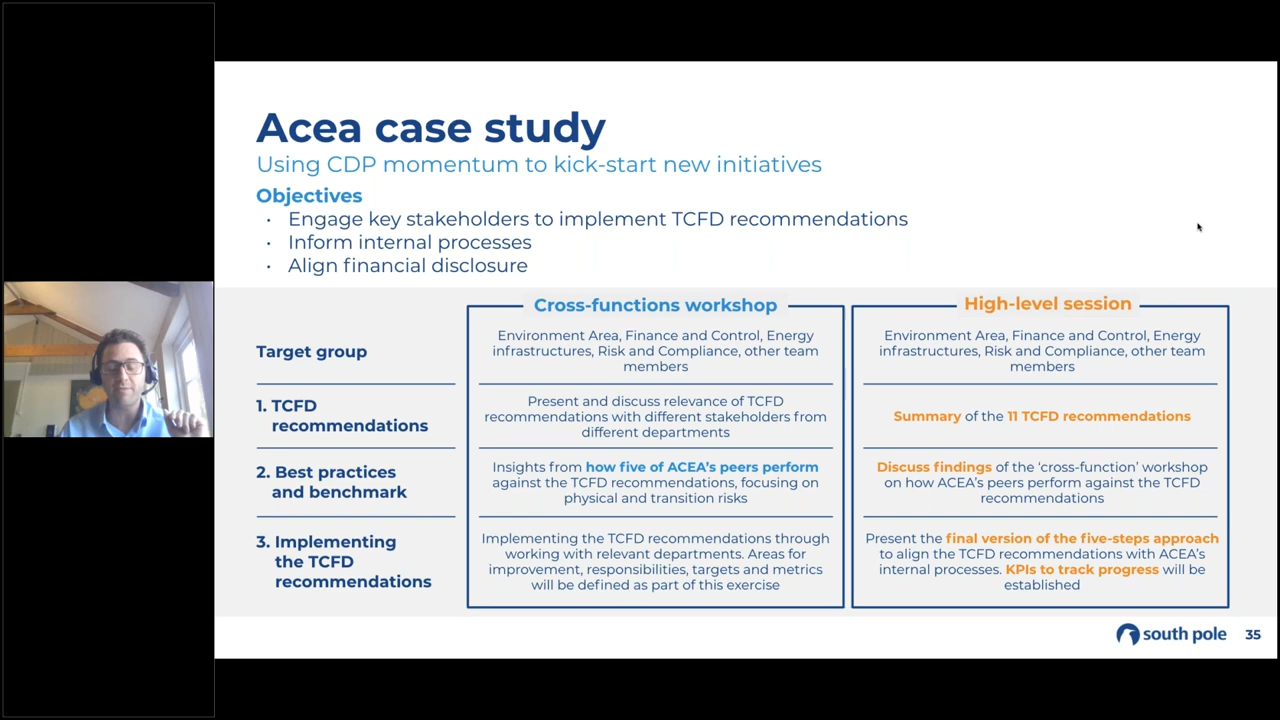 Acea case study
Using CDP momentum to kick-start new initiatives
Objectives
• Engage key stakeholders to implement TCFD recommendations
• Inform internal processes
• Align financial disclosure
Cross-functions workshop
High-level session
Target group
Environment Area, Finance and Control, Energy
infrastructures, Risk and Compliance, other team
members
Environment Area, Finance and Control, Energy
infrastructures, Risk and Compliance, other team
members
1. TCFD
recommendations
Present and discuss relevance of TCFD
recommendations with different stakeholders from
different departments
Summary of the 11 TCFD recommendations
2. Best practices
and benchmark
Insights from how five of ACEA's peers perform
against the TCFD recommendations, focusing on
physical and transition risks
Discuss findings of the 'cross-function' workshop
on how ACEA's peers perform against the TCFD
recommendations
3. Implementing
the TCFD
recommendations
Implementing the TCFD recommendations through
working with relevant departments. Areas for
improvement, responsibilities, targets and metrics
will be defined as part of this exercise
Present the final version of the five-steps approach
to align the TCFD recommendations with ACEA's
internal processes. KPIs to track progress will be
established
south pole
35